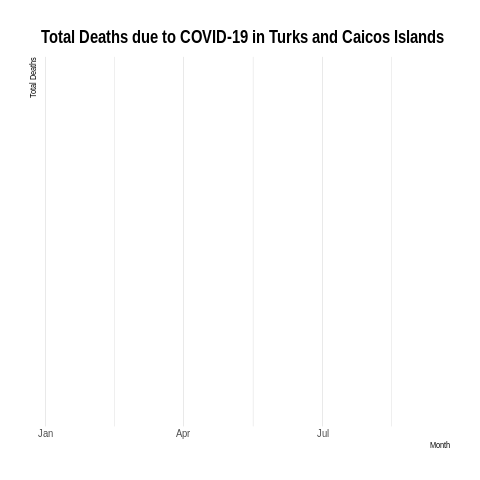 Total Deaths due to COVID-19 in Turks and Caicos Islands
Total Deaths
Jan Apr Jul
Month